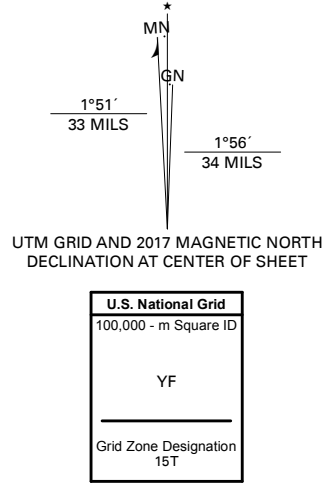 ★
MN
GN
1°51´
33 MILS
1°56´
34 MILS
UTM GRID AND 2017 MAGNETIC NORTH
DECLINATION AT CENTER OF SHEET
U.S. National Grid
100,000 - m Square ID
YF
Grid Zone Designation
15T